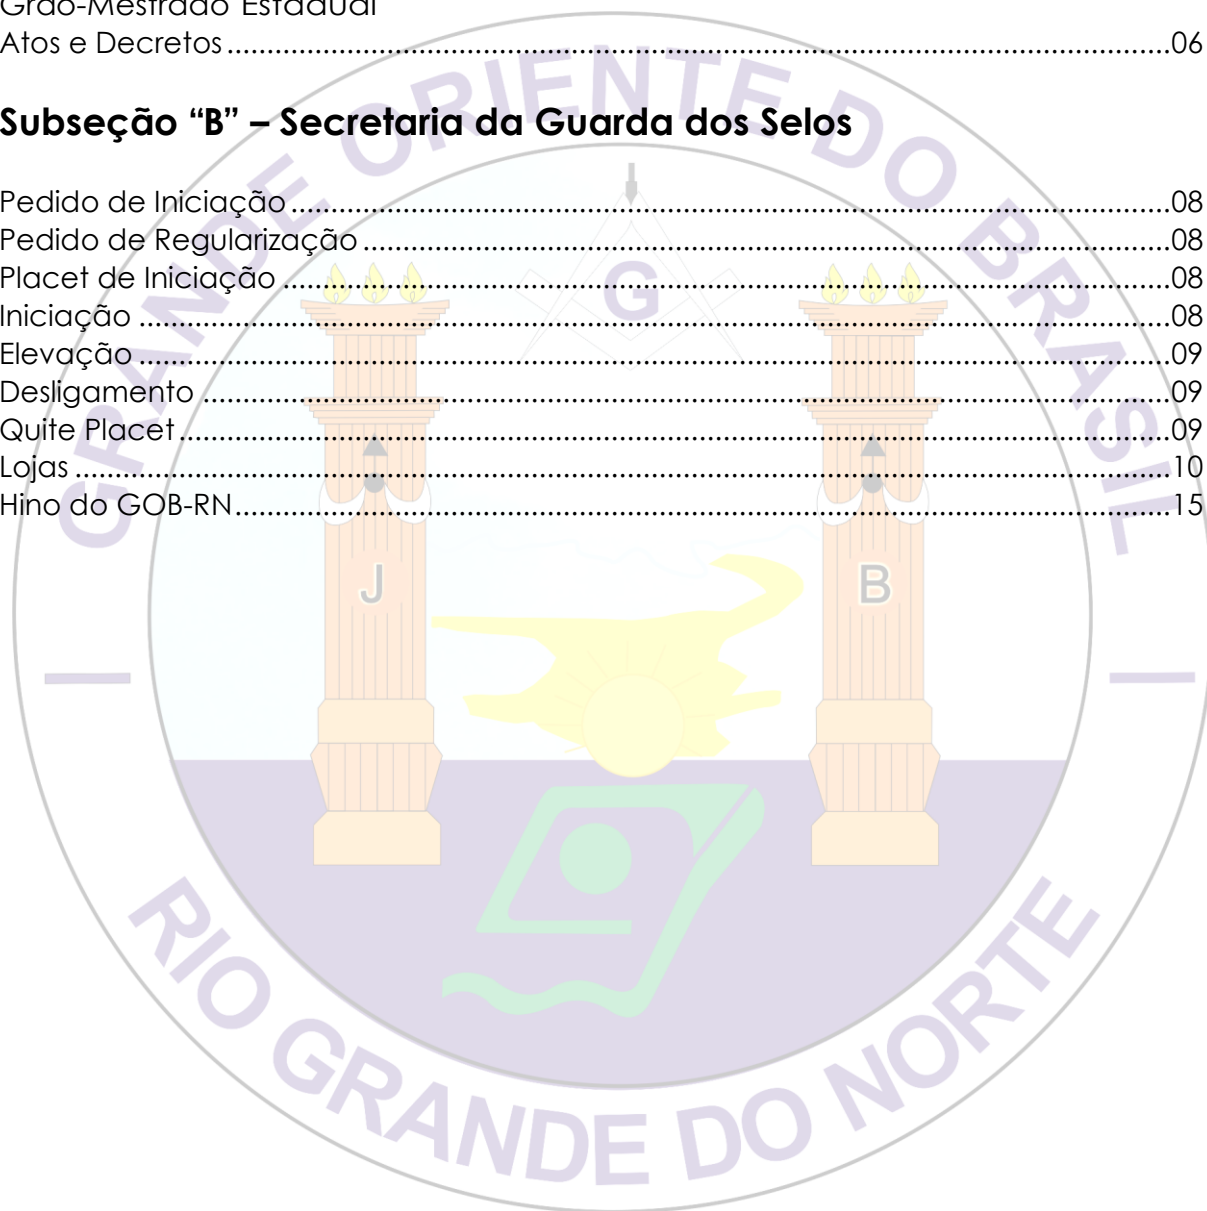 Grão-Mestrado Estadual
Atos e Decretos ........................................................................................................................06
Subseção “B” – Secretaria da Guarda dos Selos
Pedido de Iniciação ................................................................................................................08
Pedido de Regularização .......................................................................................................08
Placet de Iniciação .................................................................................................................08
Iniciação ...................................................................................................................................08
Elevação ...................................................................................................................................09
Desligamento ...........................................................................................................................09
Quite Placet ..............................................................................................................................09
Lojas ...........................................................................................................................................10
Hino do GOB-RN .......................................................................................................................15
GRANDE ORIENTE DO BRASIL
G
J
B
RIO GRANDE DO NORTE